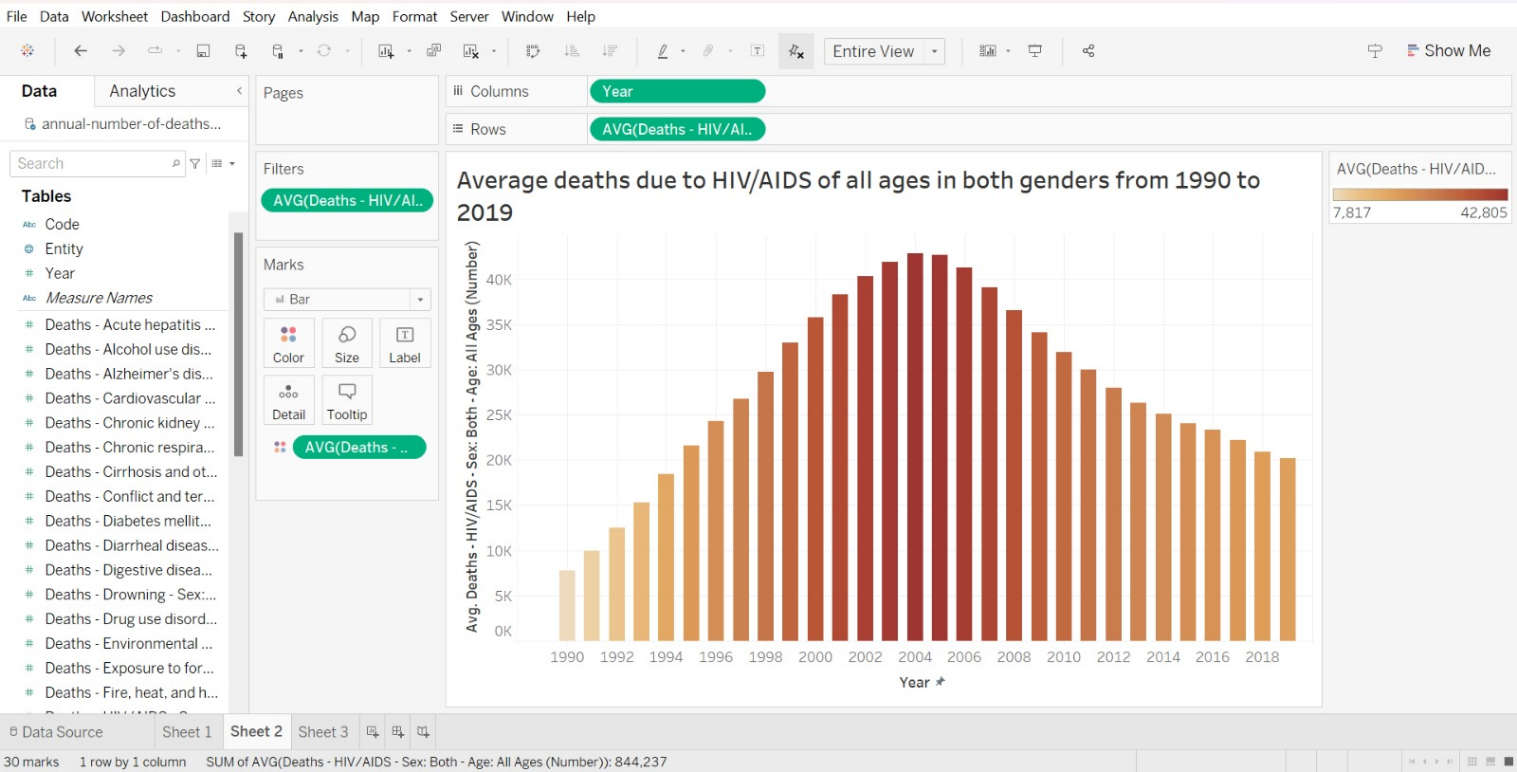 File Data Worksheet Dashboard Story Analysis Map Format Server Window Help
Entire View
Show Me
Data Analytics
annual-number-of-deaths...
Search
Tables
Abc Code
Entity
# Year
Abc Measure Names
# Deaths - Acute hepatitis ...
# Deaths - Alcohol use dis...
# Deaths - Alzheimer's dis...
# Deaths - Cardiovascular ...
# Deaths - Chronic kidney ...
# Deaths - Chronic respira...
# Deaths - Cirrhosis and ot...
# Deaths - Conflict and ter...
# Deaths - Diabetes mellit...
# Deaths - Diarrheal diseas...
# Deaths - Digestive disea...
# Deaths - Drowning - Sex:...
# Deaths - Drug use disord...
# Deaths - Environmental ...
# Deaths - Exposure to for...
# Deaths - Fire, heat, and h...
Pages
Filters
AVG(Deaths - HIV/AI..
Marks
Bar
Color Size Label
Detail Tooltip
AVG(Deaths - ..
Columns Year
Rows AVG(Deaths - HIV/AI..
Average deaths due to HIV/AIDS of all ages in both genders from 1990 to
2019
Avg. Deaths - HIV/AIDS - Sex: Both - Age: All Ages (Number)
40K
35K
30K
25K
20K
15K
10K
5K
0K
1990 1992 1994 1996 1998 2000 2002 2004 2006 2008 2010 2012 2014 2016 2018
Year
AVG(Deaths - HIV/AID...
7,817 42,805
Data Source Sheet 1 Sheet 2 Sheet 3
30 marks 1 row by 1 column SUM of AVG(Deaths - HIV/AIDS - Sex: Both - Age: All Ages (Number)): 844,237